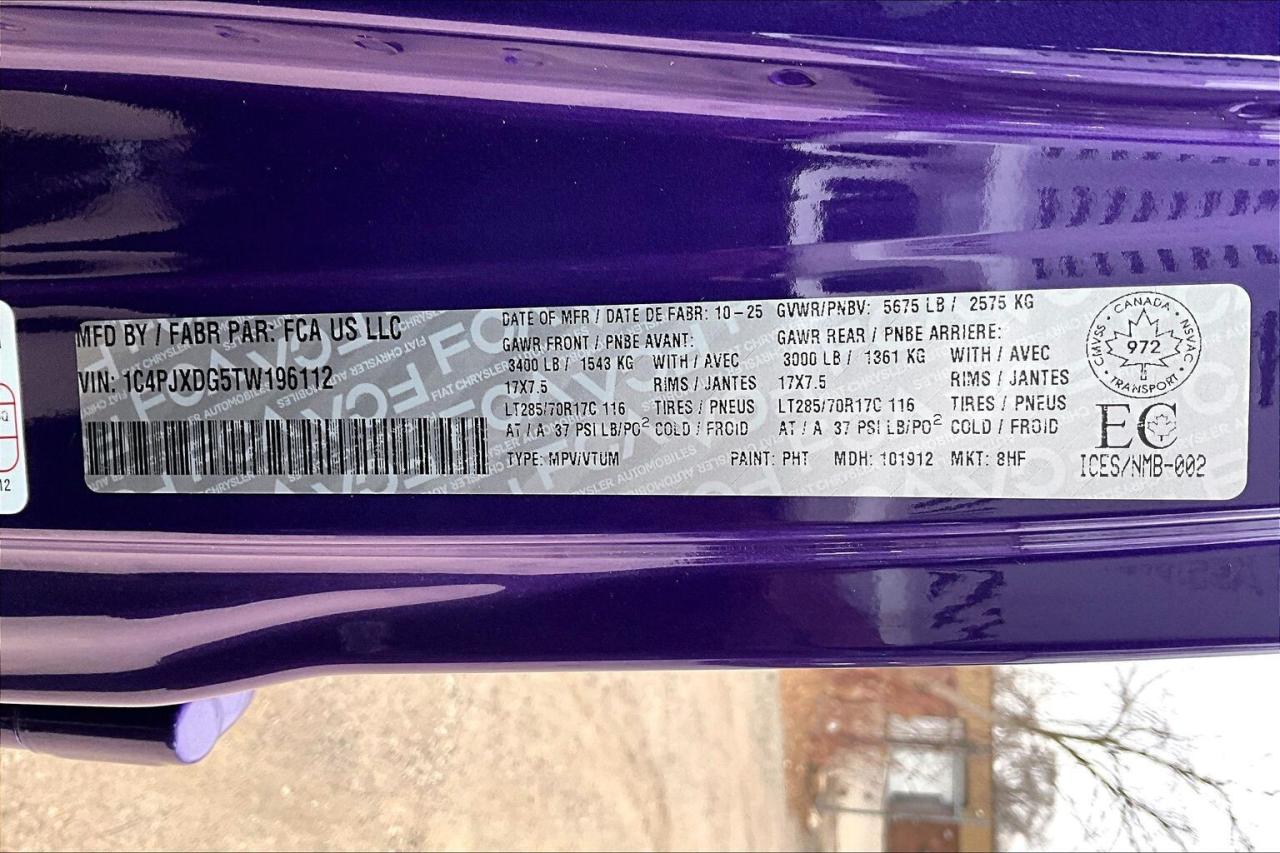 MFD BY / FABR PAR: FCA US LLC
VIN: 1C4PJXDG5TW196112
DATE OF MFR / DATE DE FABR: 10-25
GAWR FRONT / PNBE AVANT:
3400 LB / 1543 KG WITH / AVEC
17X7.5 RIMS / JANTES
LT285/70R17C 116 TIRES / PNEUS
AT / A 37 PSI LB/PO² COLD / FROID
TYPE: MPV/VTUM
GVWR/PNBV: 5675 LB / 2575 KG
GAWR REAR / PNBE ARRIERE:
3000 LB / 1361 KG WITH / AVEC
17X7.5 RIMS / JANTES
LT285/70R17C 116 TIRES / PNEUS
AT / A 37 PSI LB/PO² COLD / FROID
PAINT: PHT MDH: 101912 MKT: 8HF
CANADA
CMVSS
972
NSVAC
TRANSPORT
EC
ICES/NMB-002
12